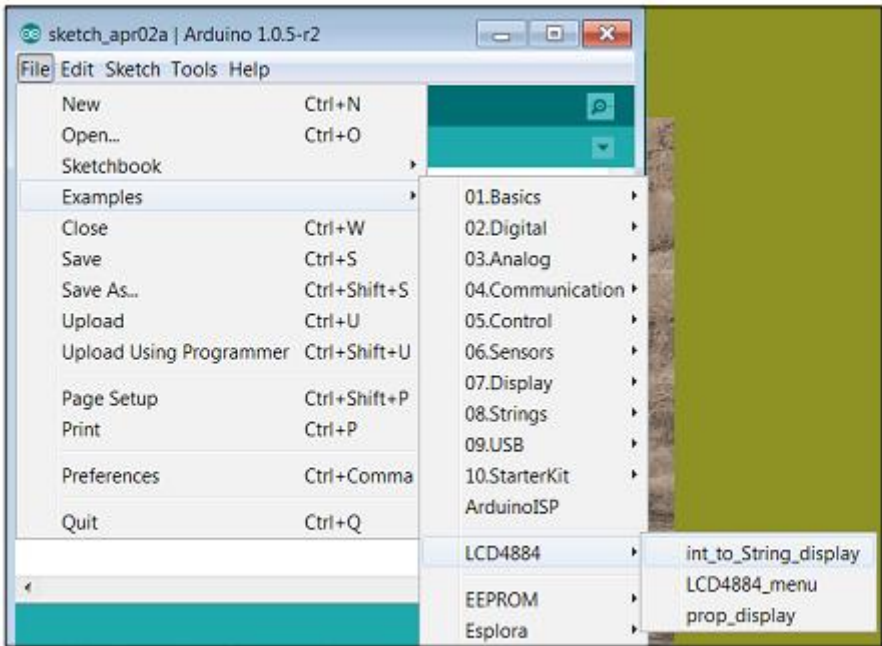 sketch_apr02a | Arduino 1.0.5-r2
File Edit Sketch Tools Help
New Ctrl+N
Open... Ctrl+O
Sketchbook
Examples
Close Ctrl+W
Save Ctrl+S
Save As... Ctrl+Shift+S
Upload Ctrl+U
Upload Using Programmer Ctrl+Shift+U
Page Setup Ctrl+Shift+P
Print Ctrl+P
Preferences Ctrl+Comma
Quit Ctrl+Q
01.Basics
02.Digital
03.Analog
04.Communication
05.Control
06.Sensors
07.Display
08.Strings
09.USB
10.StarterKit
ArduinoISP
LCD4884
EEPROM
Esplora
int_to_String_display
LCD4884_menu
prop_display